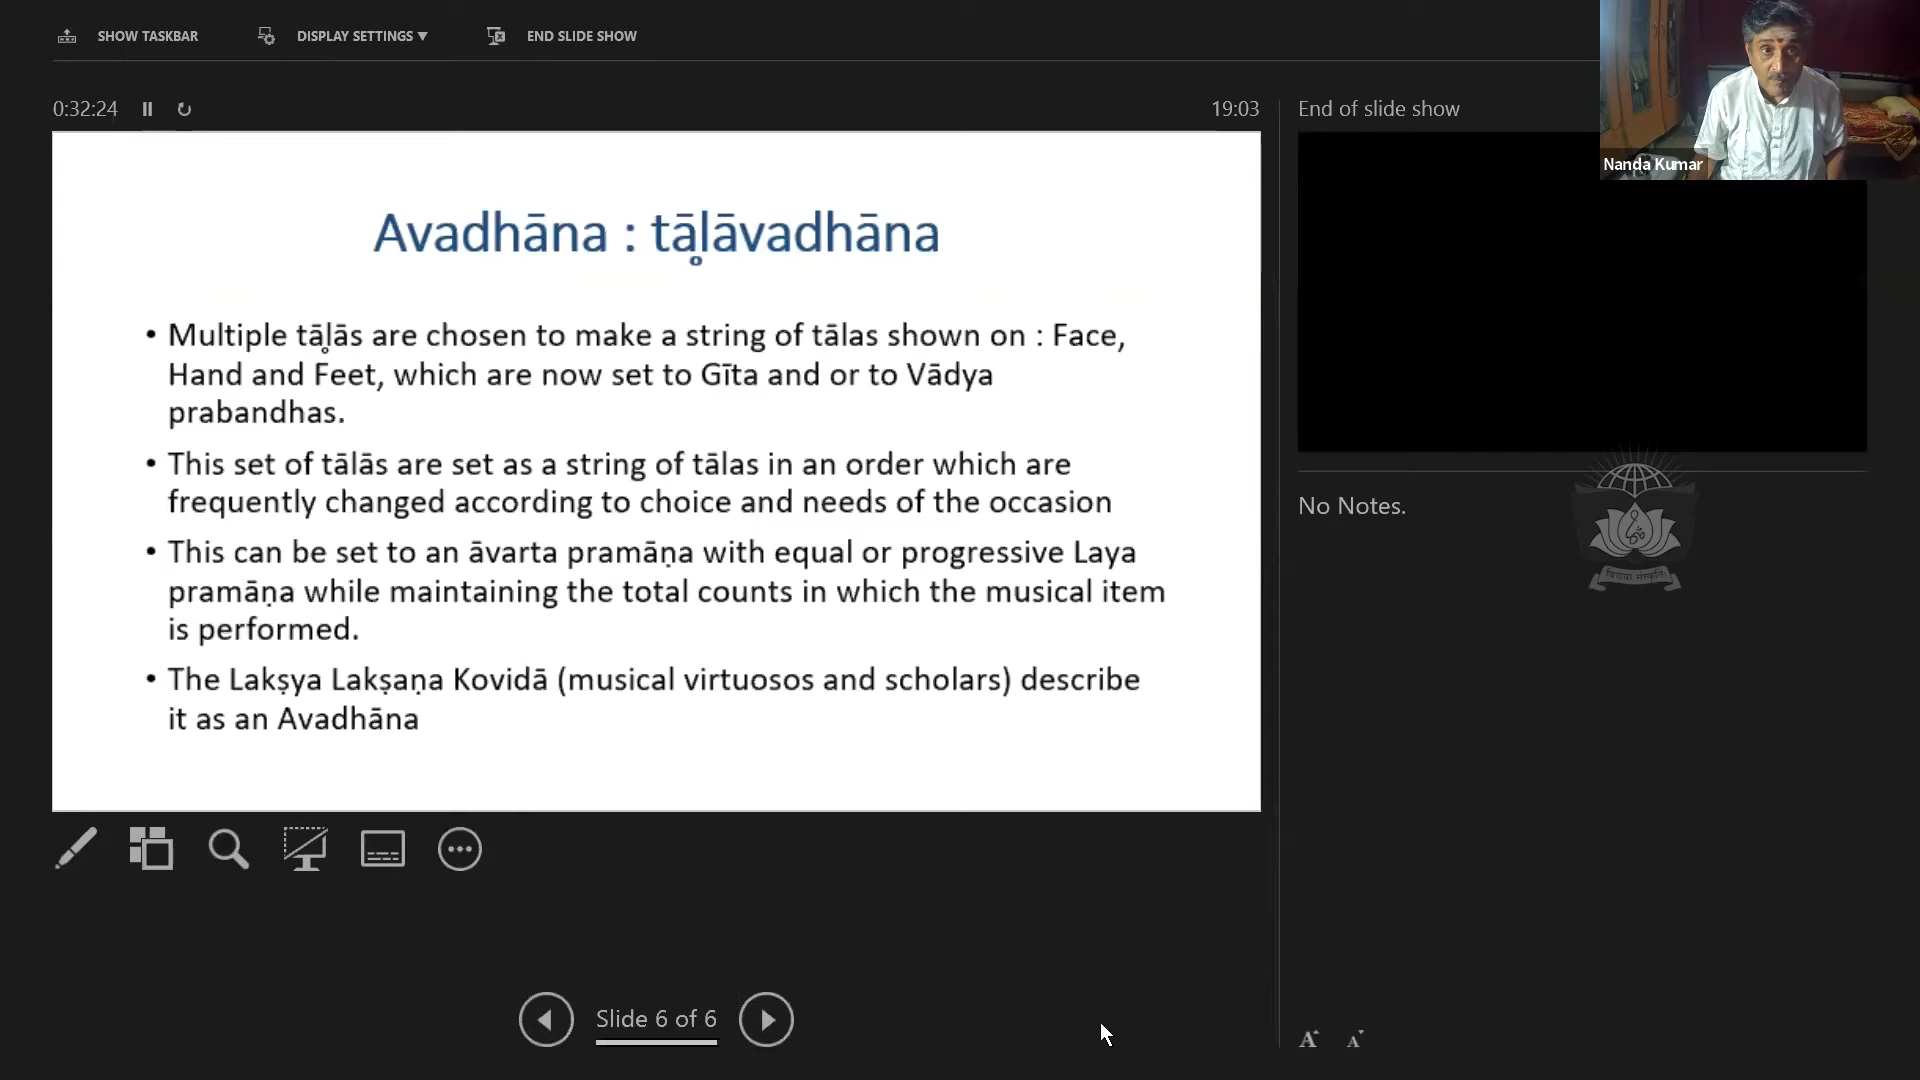 SHOW TASKBAR
DISPLAY SETTINGS ▼
END SLIDE SHOW
0:32:24
19:03
End of slide show
Nanda Kumar
Avadhāna : tāl̥āvadhāna
• Multiple tāl̥ās are chosen to make a string of tālas shown on : Face,
Hand and Feet, which are now set to Gīta and or to Vādya
prabandhas.
• This set of tālās are set as a string of tālas in an order which are
frequently changed according to choice and needs of the occasion
• This can be set to an āvarta pramāṇa with equal or progressive Laya
pramāṇa while maintaining the total counts in which the musical item
is performed.
• The Lakṣya Lakṣaṇa Kovidā (musical virtuosos and scholars) describe
it as an Avadhāna
No Notes.
Slide 6 of 6
A A